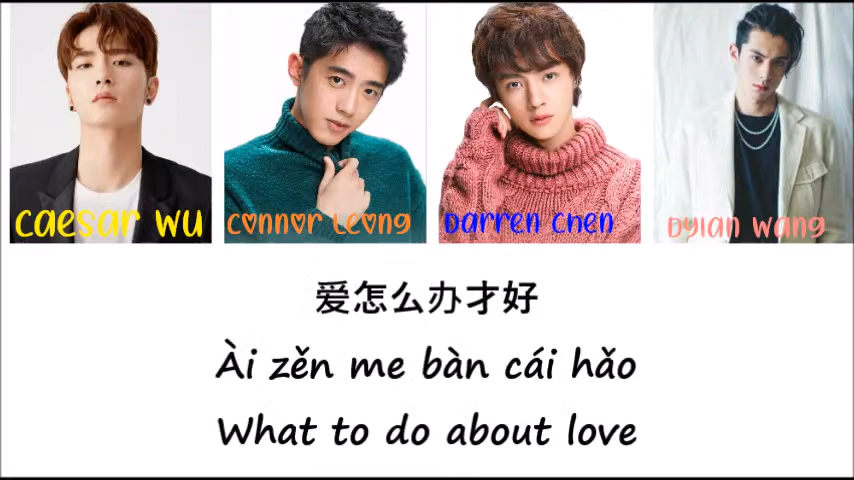 Caesar Wu
Connor Leong
Darren Chen
Dylan Wang
爱怎么办才好
Ài zěn me bàn cái hǎo
What to do about love